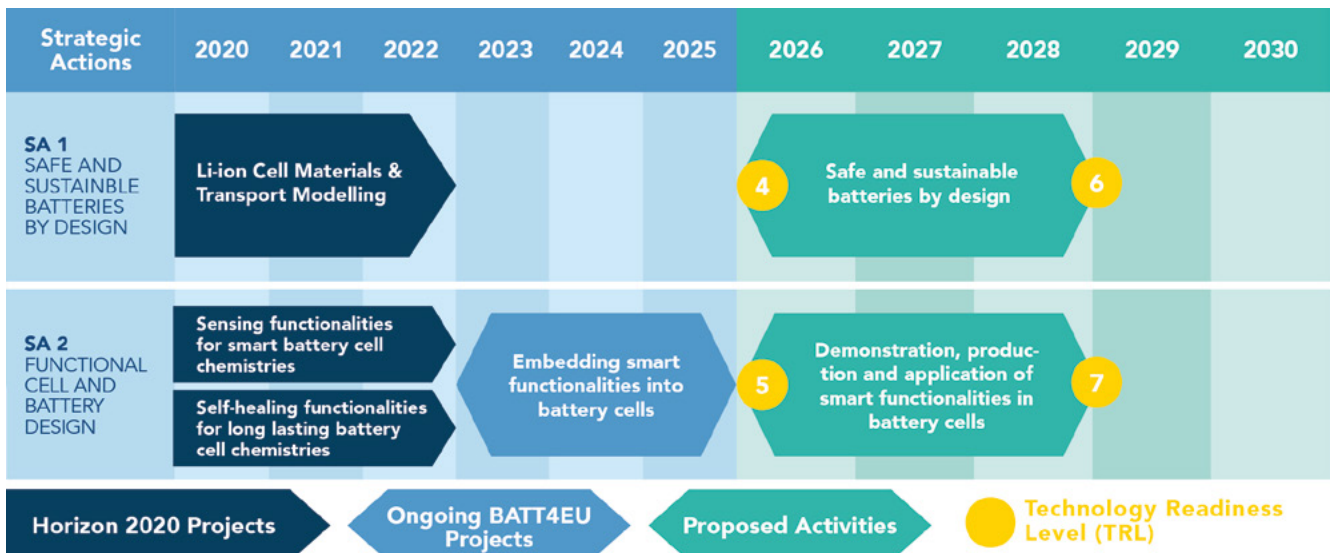 Strategic
Actions
2020 2021 2022 2023 2024 2025 2026 2027 2028 2029 2030
SA 1
SAFE AND
SUSTAINBLE
BATTERIES
BY DESIGN
Li-ion Cell Materials &
Transport Modelling
4
Safe and sustainable
batteries by design
6
SA 2
FUNCTIONAL
CELL AND
BATTERY
DESIGN
Sensing functionalities
for smart battery cell
chemistries
Self-healing functionalities
for long lasting battery
cell chemistries
Embedding smart
functionalities into
battery cells
5
Demonstration, produc-
tion and application of
smart functionalities in
battery cells
7
Horizon 2020 Projects
Ongoing BATT4EU
Projects
Proposed Activities
Technology Readiness
Level (TRL)